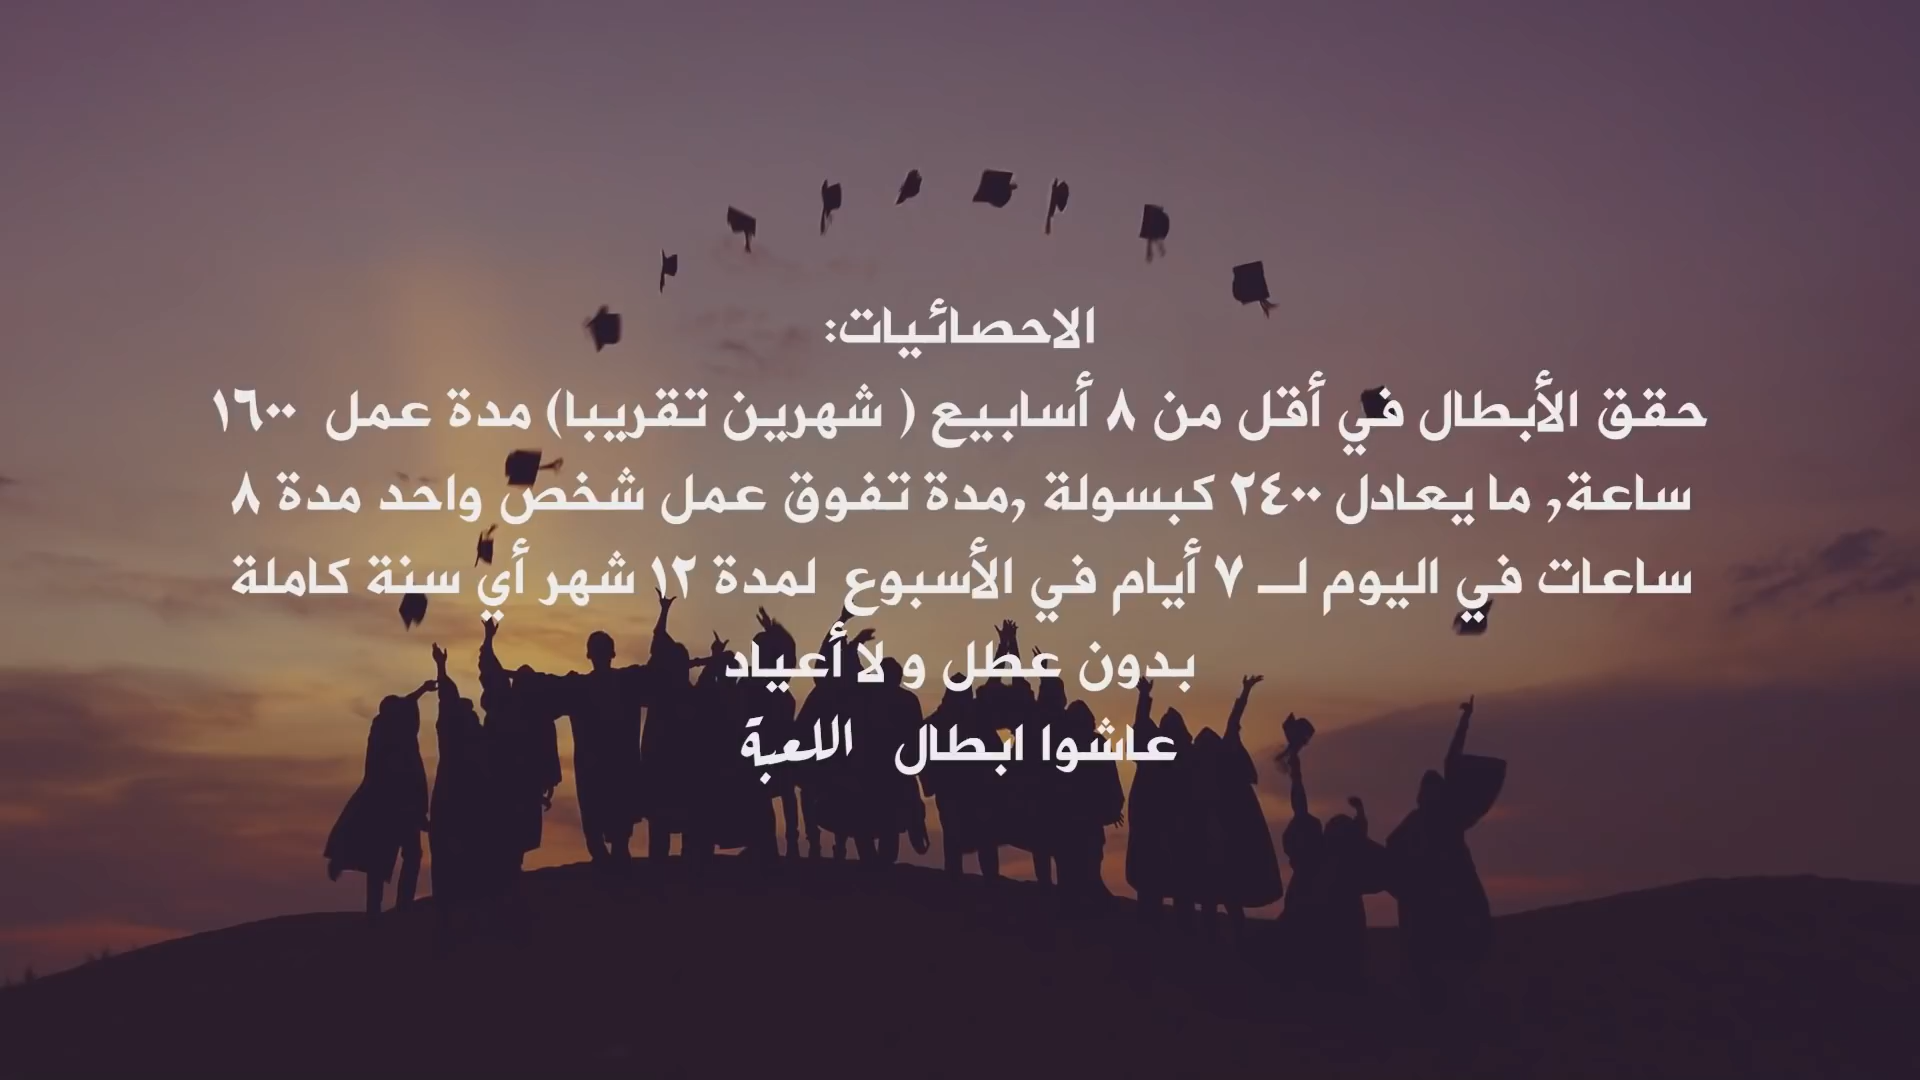 الاحصائيات:
حقق الأبطال في أقل من ٨ أسابيع ( شهرين تقريبا) مدة عمل ١٦٠٠
ساعة, ما يعادل ٢٤٠٠ كبسولة ,مدة تفوق عمل شخص واحد مدة ٨
ساعات في اليوم لـ ٧ أيام في الأسبوع لمدة ١٢ شهر أي سنة كاملة
بدون عطل و لا أعياد
عاشوا ابطال اللعبة